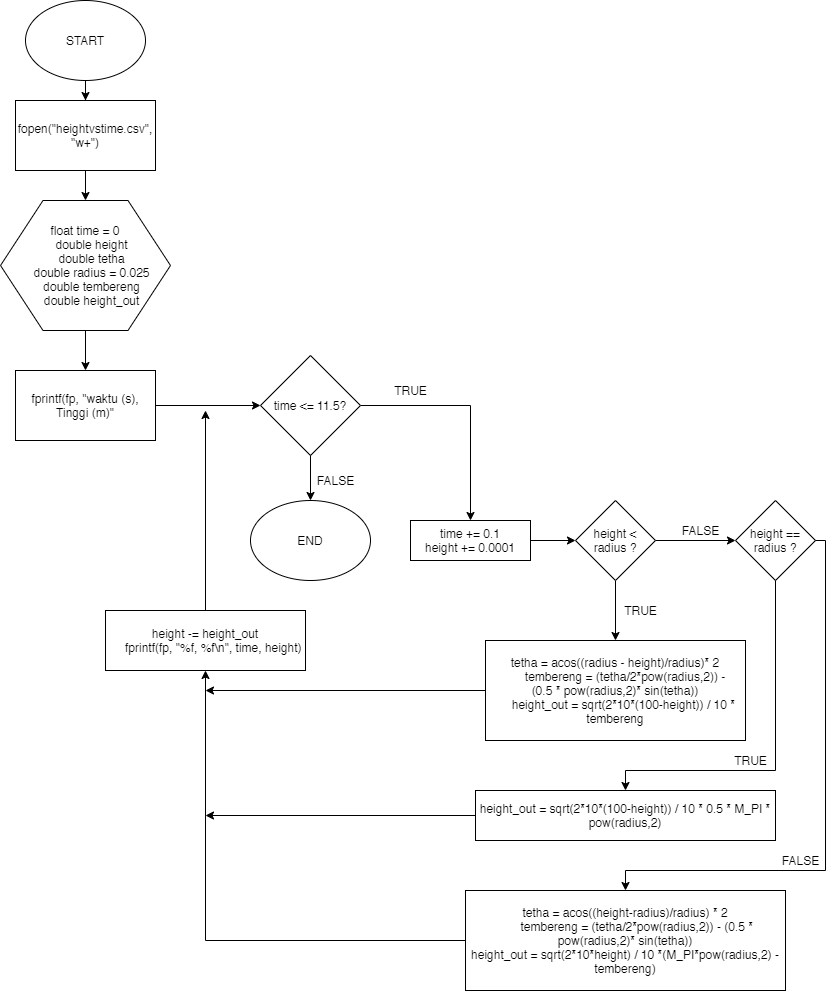 START
fopen("heightvstime.csv",
"w+")
float time = 0
double height
double tetha
double radius = 0.025
double tembereng
double height_out
fprintf(fp, "waktu (s),
Tinggi (m)"
time <= 11.5?
TRUE
FALSE
END
time += 0.1
height += 0.0001
height <
radius ?
FALSE
height ==
radius ?
TRUE
height -= height_out
fprintf(fp, "%f, %f\n", time, height)
tetha = acos((radius - height)/radius)* 2
tembereng = (tetha/2*pow(radius,2)) -
(0.5 * pow(radius,2)* sin(tetha))
height_out = sqrt(2*10*(100-height)) / 10 *
tembereng
TRUE
height_out = sqrt(2*10*(100-height)) / 10 * 0.5 * M_PI *
pow(radius,2)
FALSE
tetha = acos((height-radius)/radius) * 2
tembereng = (tetha/2*pow(radius,2)) - (0.5 *
pow(radius,2)* sin(tetha))
height_out = sqrt(2*10*height) / 10 *(M_PI*pow(radius,2) -
tembereng)